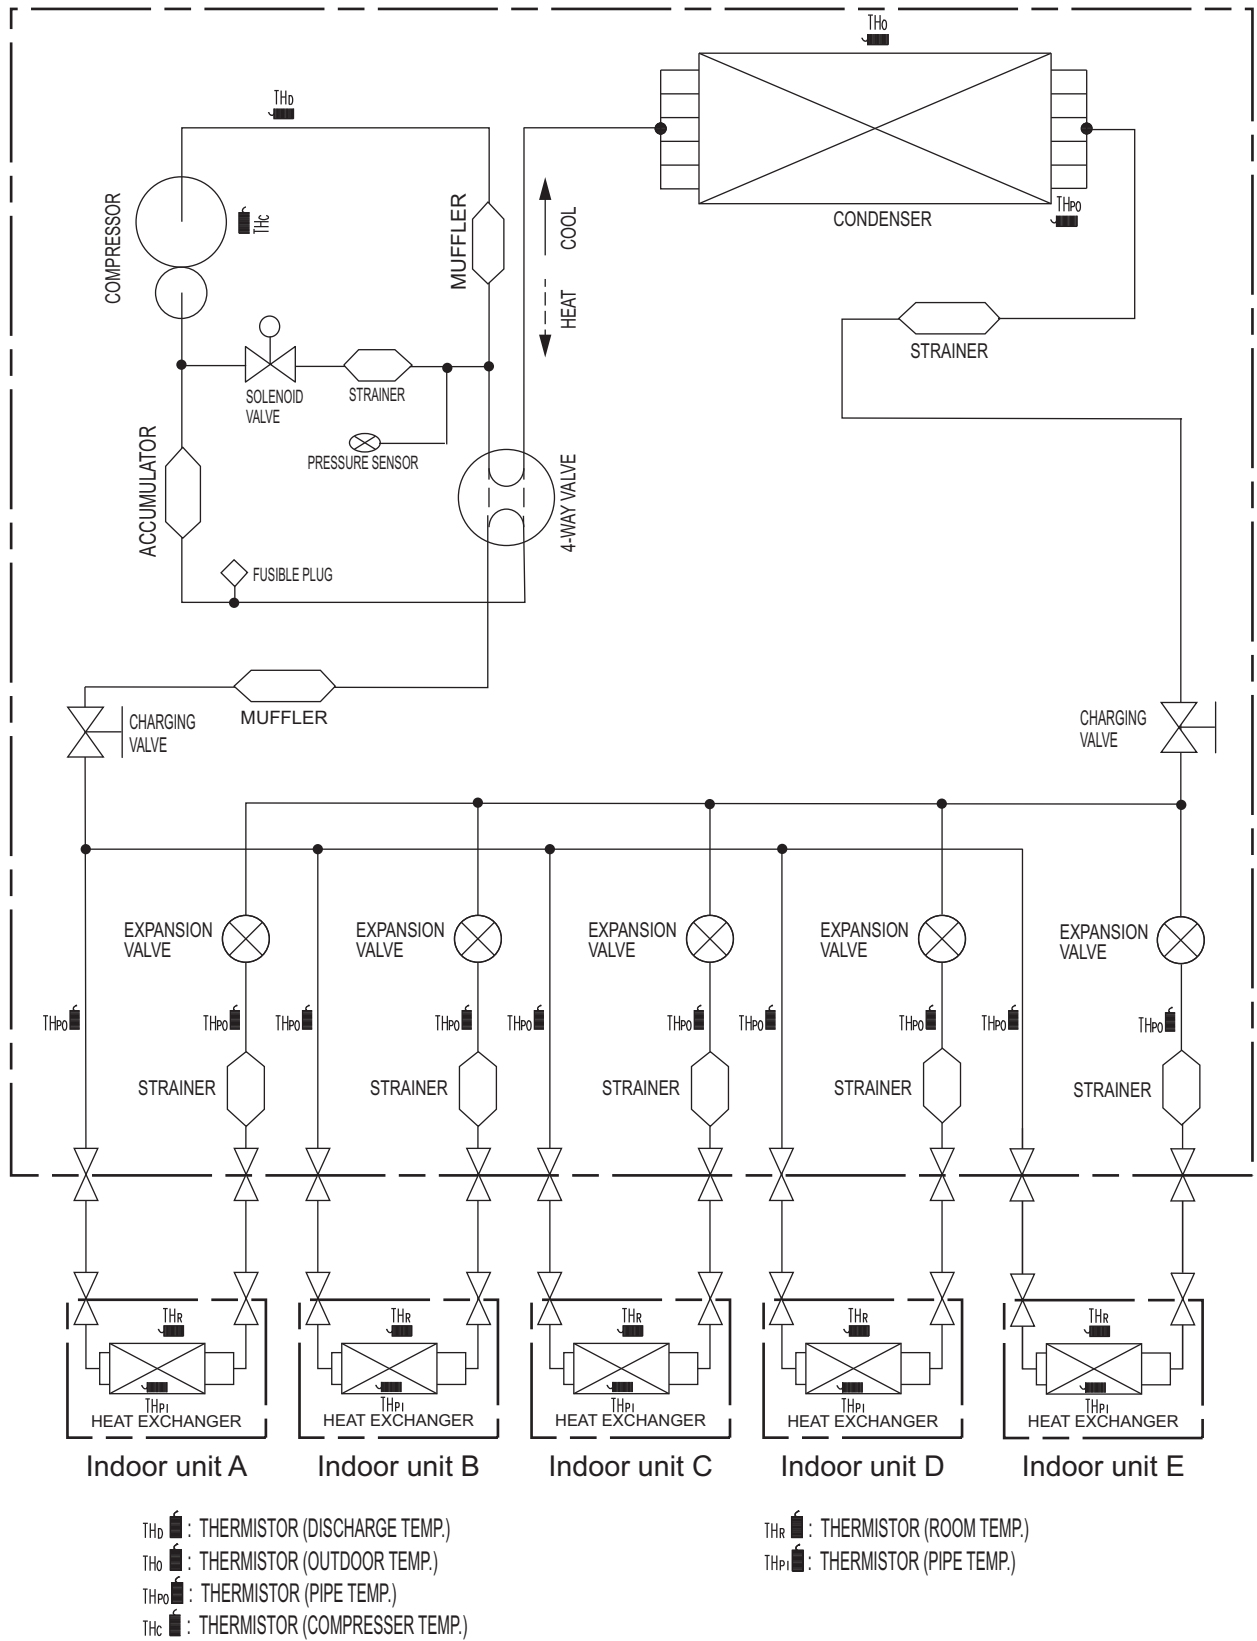 THO
THD
COMPRESSOR
THC
MUFFLER
COOL
HEAT
CONDENSER
THPO
STRAINER
SOLENOID
VALVE
STRAINER
PRESSURE SENSOR
ACCUMULATOR
4-WAY VALVE
FUSIBLE PLUG
MUFFLER
CHARGING
VALVE
CHARGING
VALVE
EXPANSION
VALVE
EXPANSION
VALVE
EXPANSION
VALVE
EXPANSION
VALVE
EXPANSION
VALVE
THPO
THPO
THPO
THPO
THPO
THPO
THPO
THPO
THPO
THPO
STRAINER
STRAINER
STRAINER
STRAINER
STRAINER
THR
THR
THR
THR
THR
THPI
THPI
THPI
THPI
THPI
HEAT EXCHANGER
HEAT EXCHANGER
HEAT EXCHANGER
HEAT EXCHANGER
HEAT EXCHANGER
Indoor unit A
Indoor unit B
Indoor unit C
Indoor unit D
Indoor unit E
THD : THERMISTOR (DISCHARGE TEMP.)
THO : THERMISTOR (OUTDOOR TEMP.)
THPO : THERMISTOR (PIPE TEMP.)
THC : THERMISTOR (COMPRESSER TEMP.)
THR : THERMISTOR (ROOM TEMP.)
THPI : THERMISTOR (PIPE TEMP.)